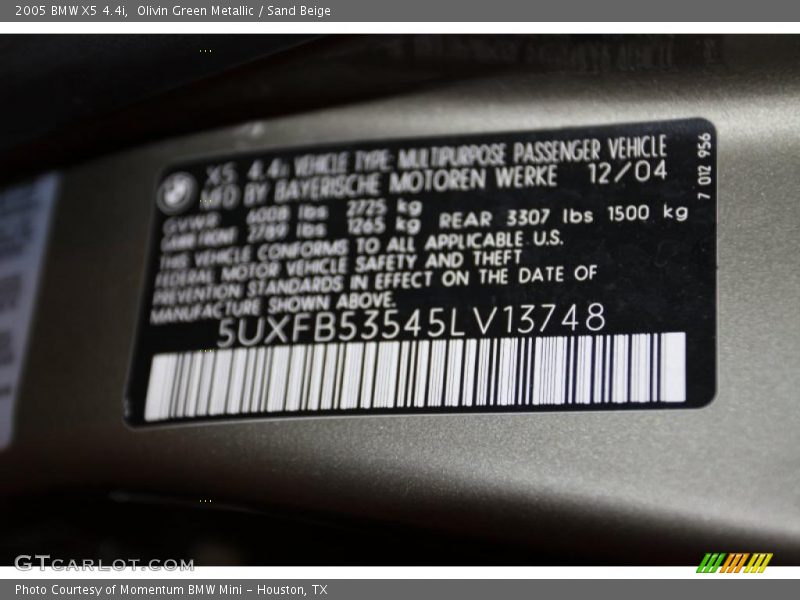 2005 BMW X5 4.4i, Olivin Green Metallic / Sand Beige
X5 4.4i VEHICLE TYPE: MULTIPURPOSE PASSENGER VEHICLE
MFD BY BAYERISCHE MOTOREN WERKE 12/04
GVWR 6008 lbs 2725 kg
GAWR FRONT 2789 lbs 1265 kg REAR 3307 lbs 1500 kg
THIS VEHICLE CONFORMS TO ALL APPLICABLE U.S.
FEDERAL MOTOR VEHICLE SAFETY AND THEFT
PREVENTION STANDARDS IN EFFECT ON THE DATE OF
MANUFACTURE SHOWN ABOVE.
5UXFB53545LV13748
7 012 956
GTCARLOT.COM
Photo Courtesy of Momentum BMW Mini - Houston, TX